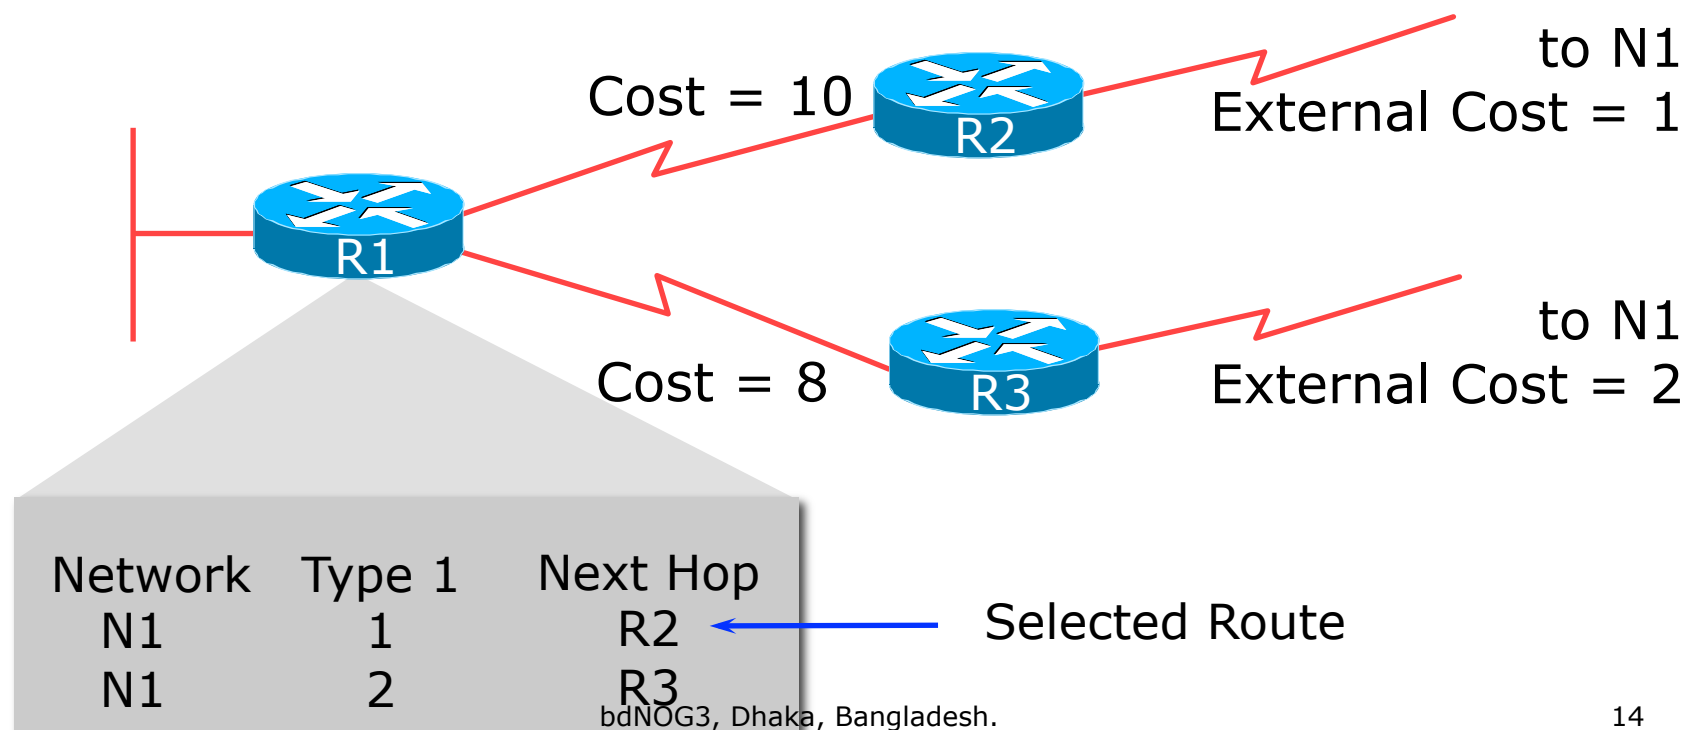 to N1
Cost = 10
External Cost = 1
R2
R1
to N1
Cost = 8
External Cost = 2
R3
Network Type 1 Next Hop
N1 1 R2
Selected Route
N1 2 R3
bdNOG3, Dhaka, Bangladesh.
14